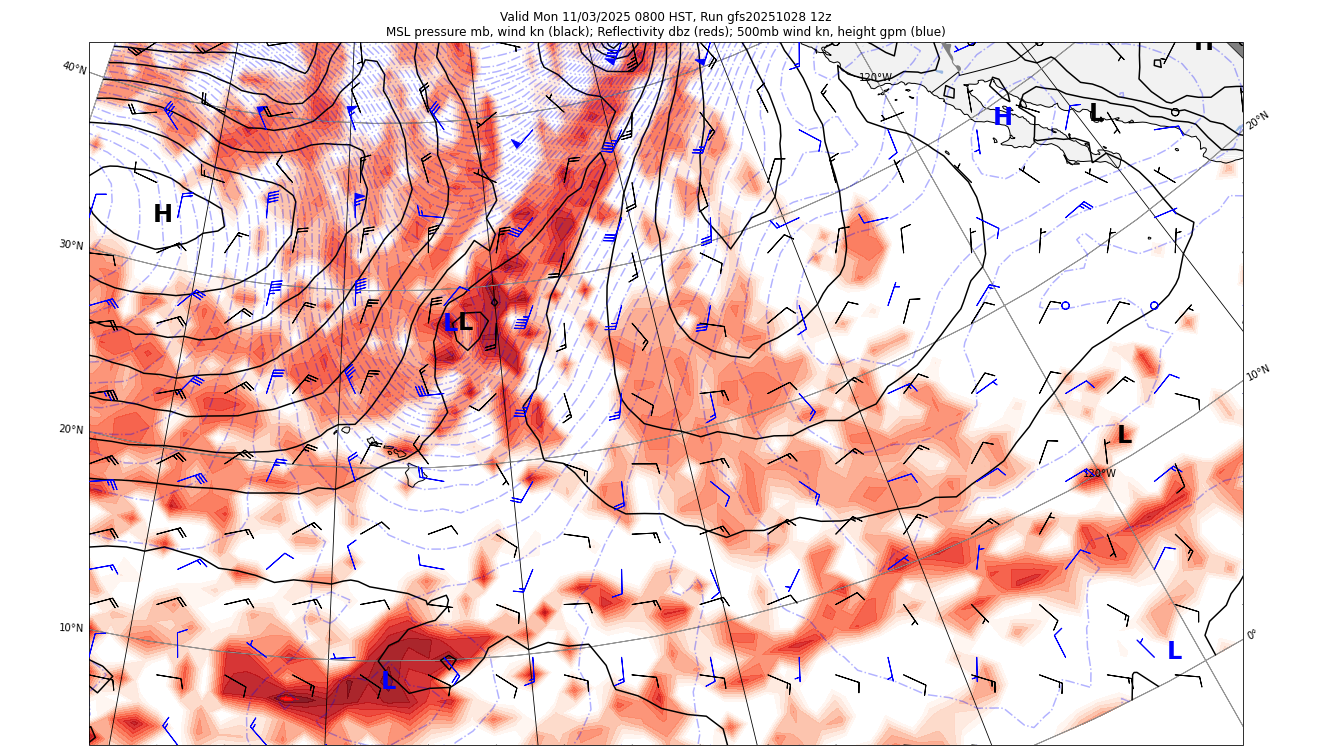 Valid Mon 11/03/2025 0800 HST, Run gfs20251028 12z
MSL pressure mb, wind kn (black); Reflectivity dbz (reds); 500mb wind kn, height gpm (blue)
H
40°N
120°W
H
L
20°N
H
30°N
L
L
10°N
20°N
L
120°W
10°N
0°
L
L